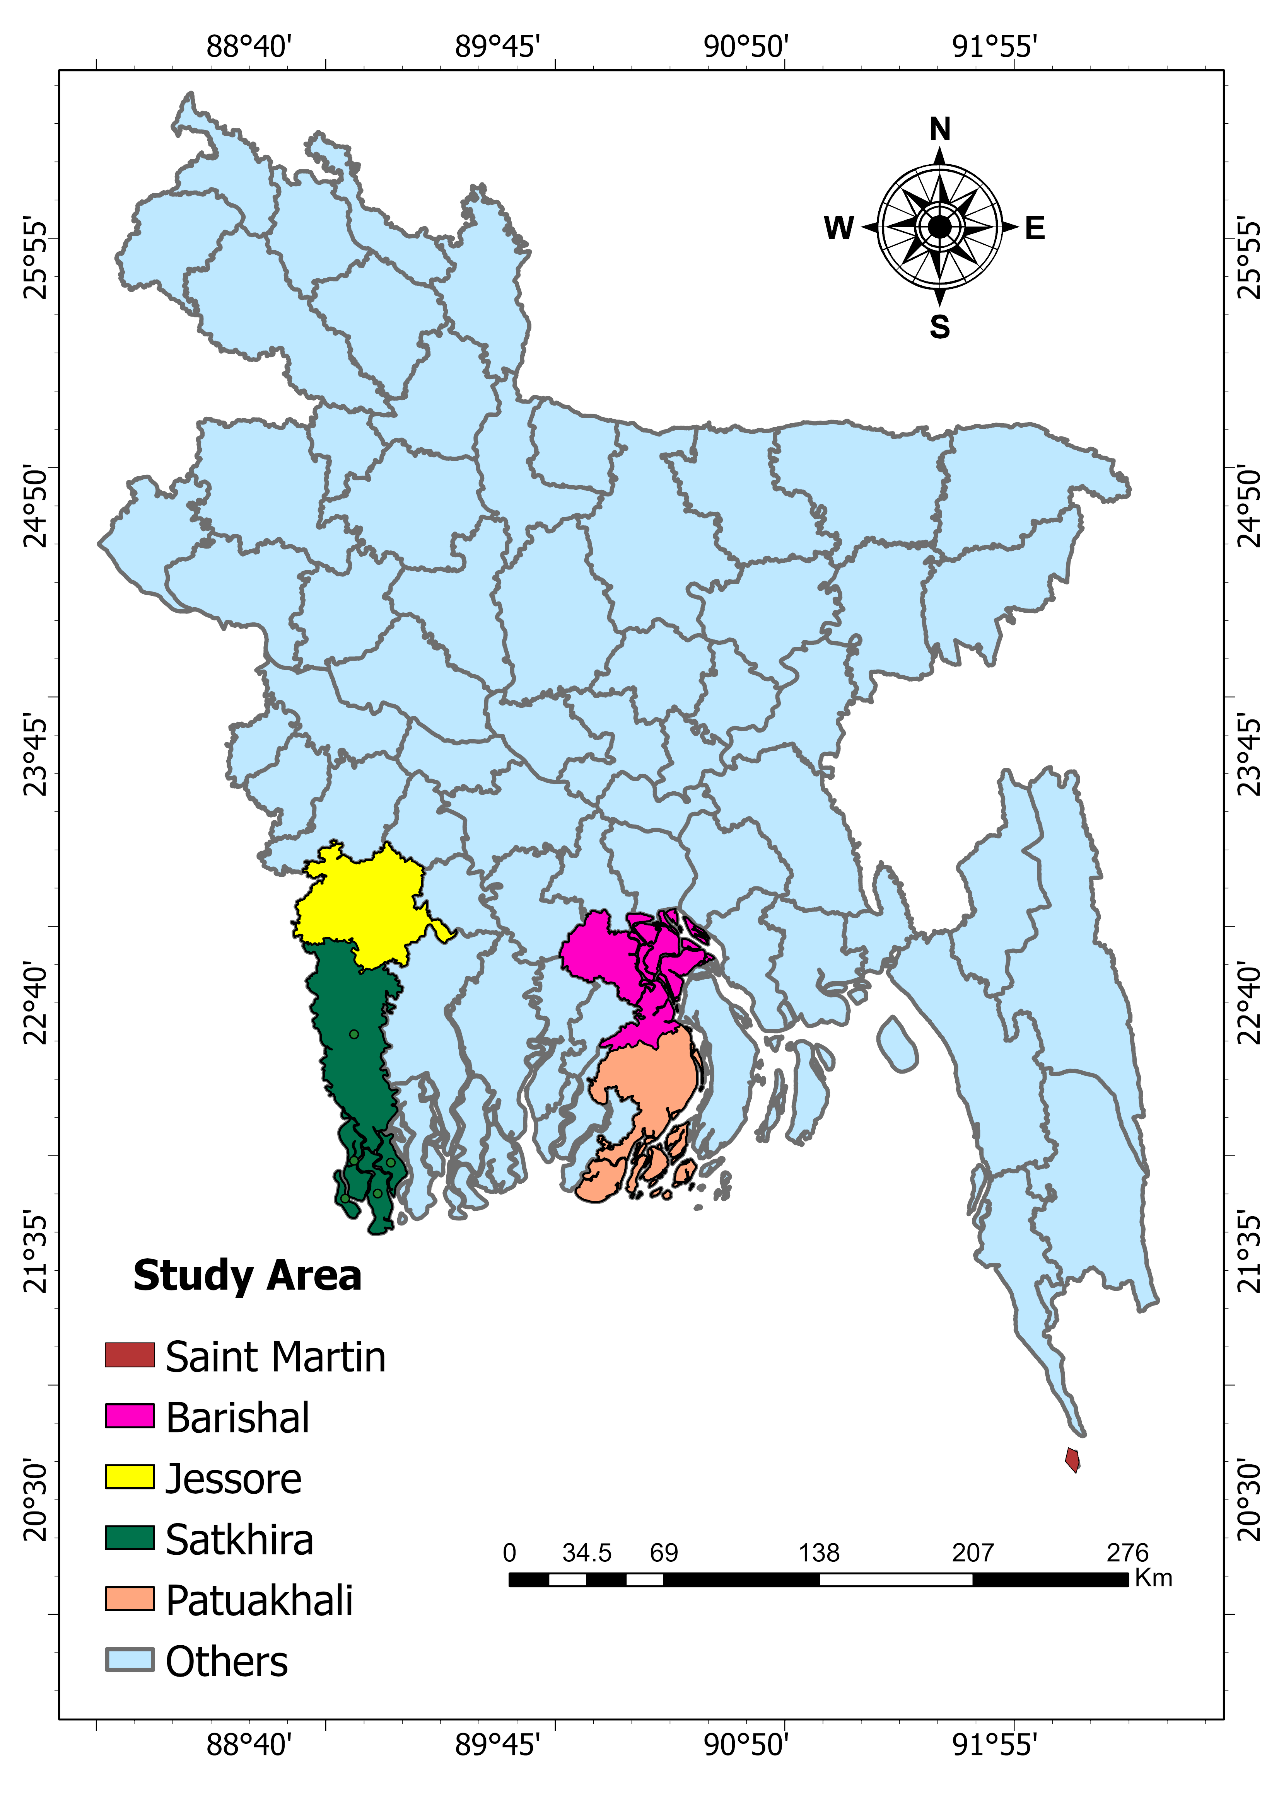 88°40' 89°45' 90°50' 91°55'
N
W E
S
25°55' 25°55'
24°50' 24°50'
23°45' 23°45'
22°40' 22°40'
21°35' 21°35'
Study Area
Saint Martin
Barishal
Jessore
20°30' 20°30'
Satkhira
0 34.5 69 138 207 276
Km
Patuakhali
Others
88°40' 89°45' 90°50' 91°55'